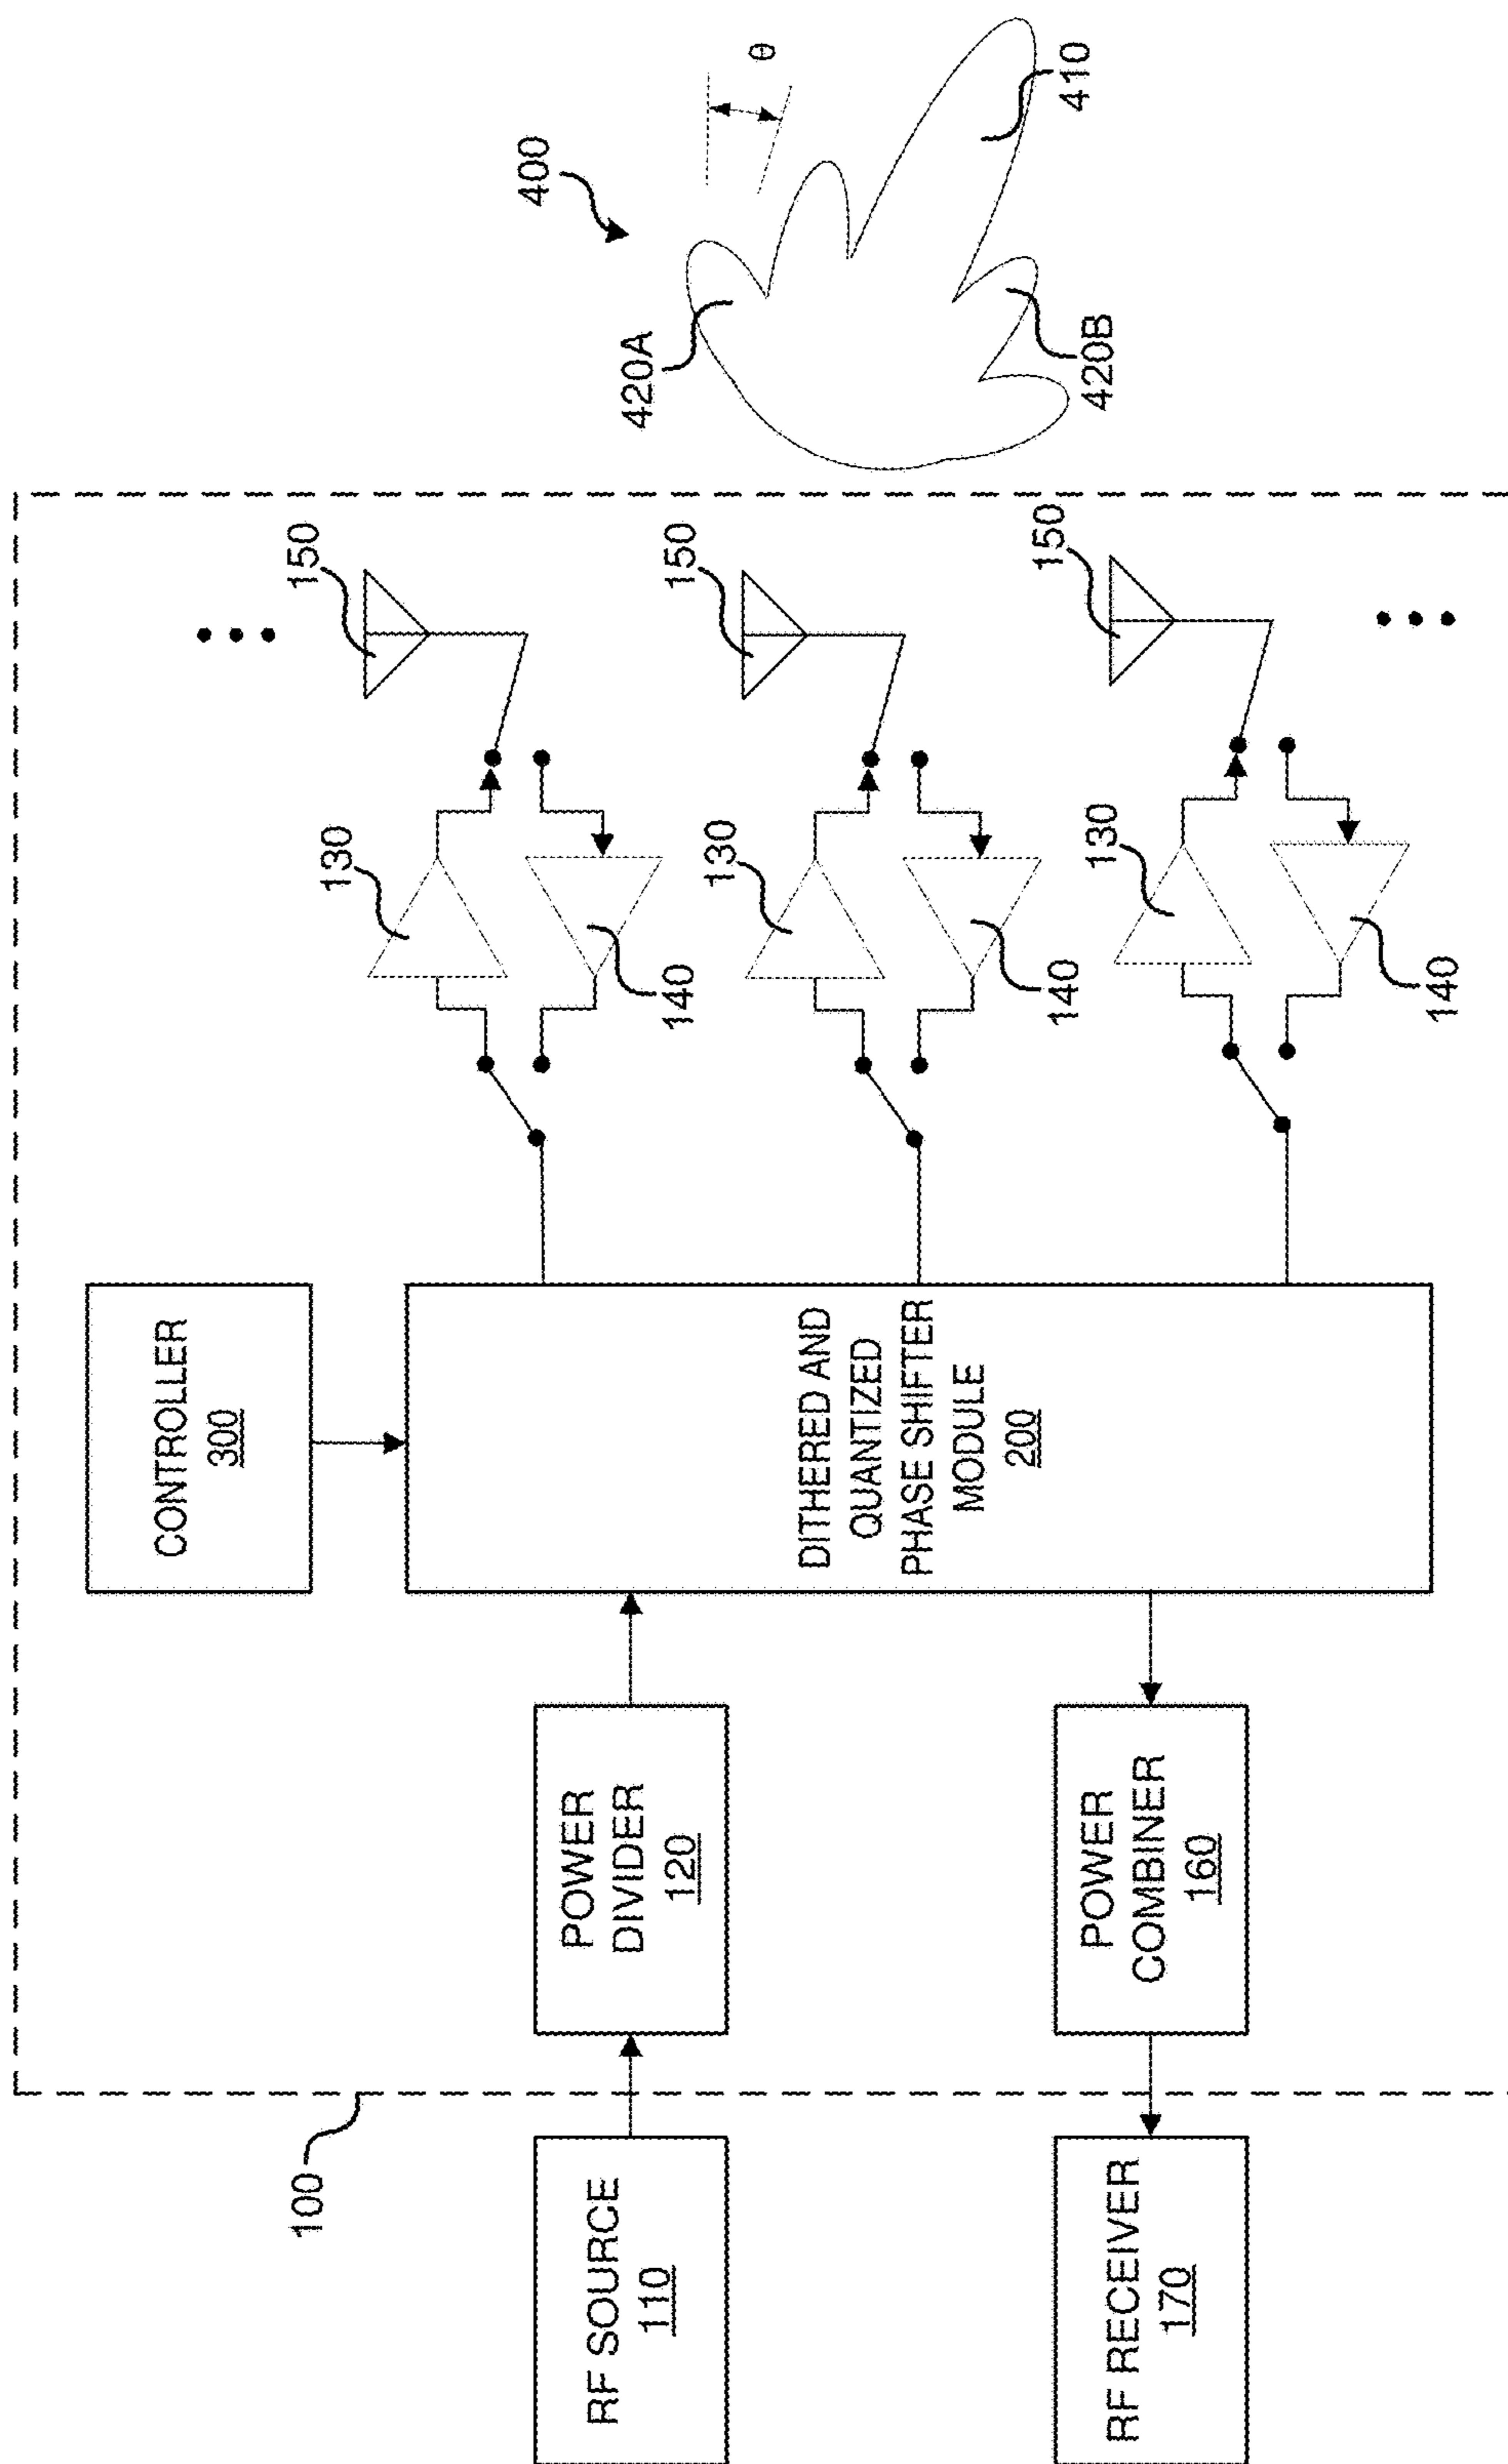 100
RF SOURCE
110
POWER
DIVIDER
120
CONTROLLER
300
DITHERED AND
QUANTIZED
PHASE SHIFTER
MODULE
200
POWER
COMBINER
160
RF RECEIVER
170
130
140
150
130
140
150
130
140
150
400
θ
420A
410
420B